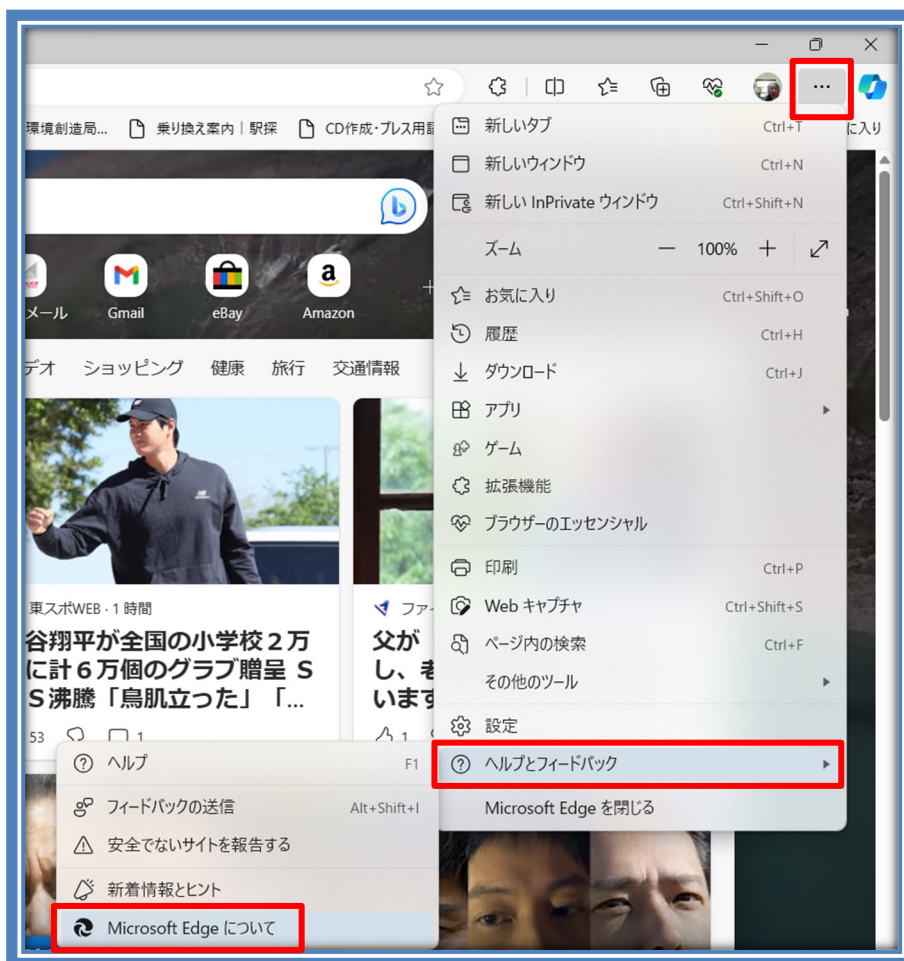 環境創造局...
乗り換え案内｜駅探
CD作成・プレス用
に入り
メール
Gmail
eBay
a
Amazon
デオ
ショッピング
健康
旅行
交通情報
東スポWEB · 1 時間
谷翔平が全国の小学校２万
に計６万個のグラブ贈呈 Ｓ
Ｓ沸騰「鳥肌立った」「...
53
1
ファ
父が
し、
います
1
新しいタブ
Ctrl+T
新しいウィンドウ
Ctrl+N
新しい InPrivate ウィンドウ
Ctrl+Shift+N
ズーム
100%
お気に入り
Ctrl+Shift+O
履歴
Ctrl+H
ダウンロード
Ctrl+J
アプリ
ゲーム
拡張機能
ブラウザーのエッセンシャル
印刷
Ctrl+P
Web キャプチャ
Ctrl+Shift+S
ページ内の検索
Ctrl+F
その他のツール
設定
ヘルプとフィードバック
Microsoft Edge を閉じる
ヘルプ
F1
フィードバックの送信
Alt+Shift+I
安全でないサイトを報告する
新着情報とヒント
Microsoft Edge について